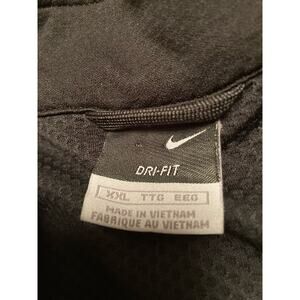 DRI-FIT
XXL TTG EEG
MADE IN VIETNAM
FABRIQUE AU VIETNAM